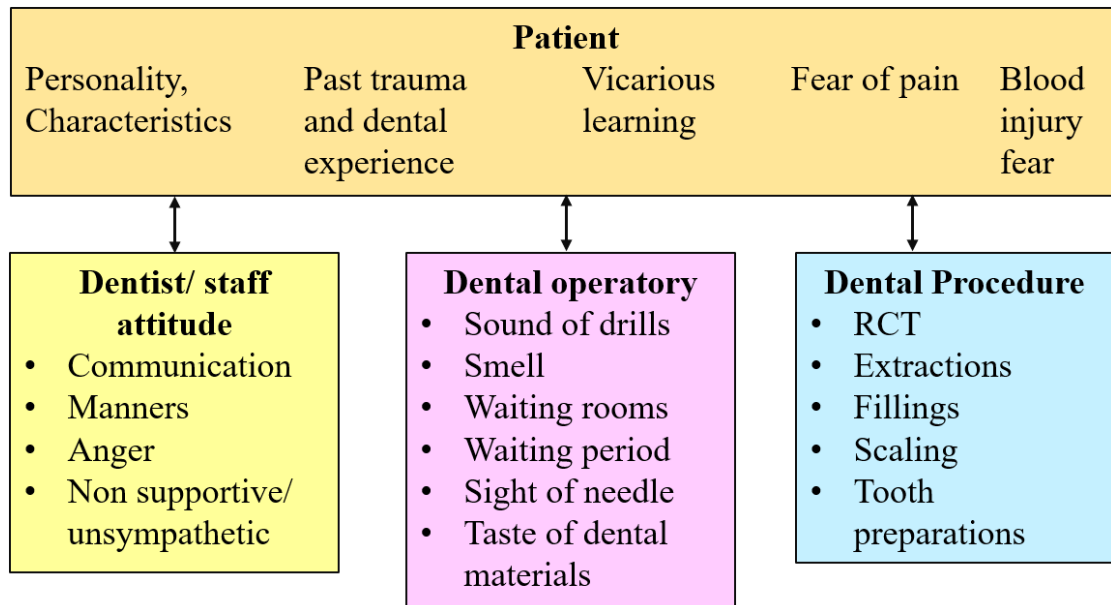 Patient
Personality,
Characteristics
Past trauma
and dental
experience
Vicarious
learning
Fear of pain
Blood
injury
fear
Dentist/ staff
attitude
• Communication
• Manners
• Anger
• Non supportive/
unsympathetic
Dental operatory
• Sound of drills
• Smell
• Waiting rooms
• Waiting period
• Sight of needle
• Taste of dental
materials
Dental Procedure
• RCT
• Extractions
• Fillings
• Scaling
• Tooth
preparations